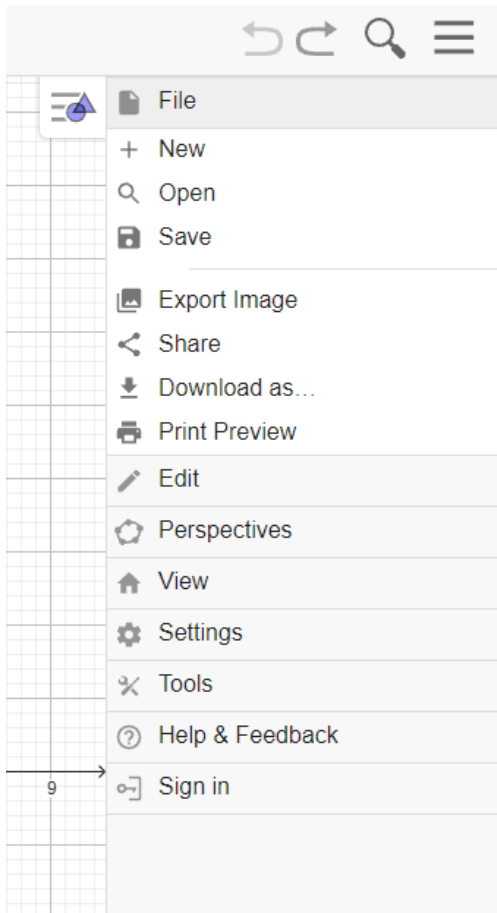 File
New
Open
Save
Export Image
Share
Download as...
Print Preview
Edit
Perspectives
View
Settings
Tools
Help & Feedback
9
Sign in